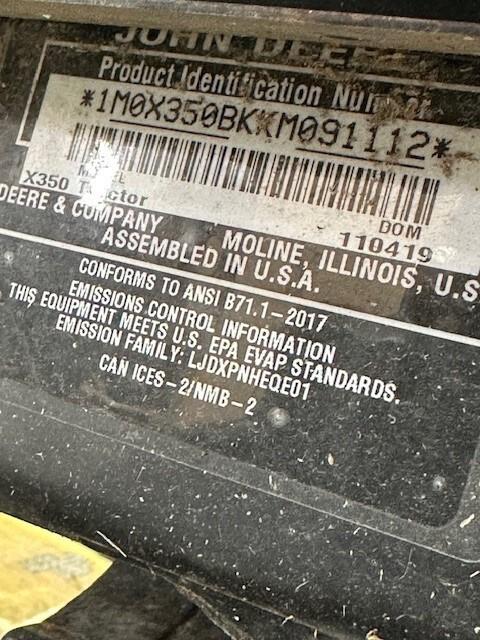 JOHN DEERE
Product Identification Number
*1M0X350BKKM091112*
MODEL
X350 Tractor
DOM
110419
DEERE & COMPANY MOLINE, ILLINOIS, U.S
ASSEMBLED IN U.S.A.
CONFORMS TO ANSI B71.1-2017
EMISSIONS CONTROL INFORMATION
THIS EQUIPMENT MEETS U.S. EPA EVAP STANDARDS.
EMISSION FAMILY: LJDXPNHEQE01
CAN ICES-2/NMB-2